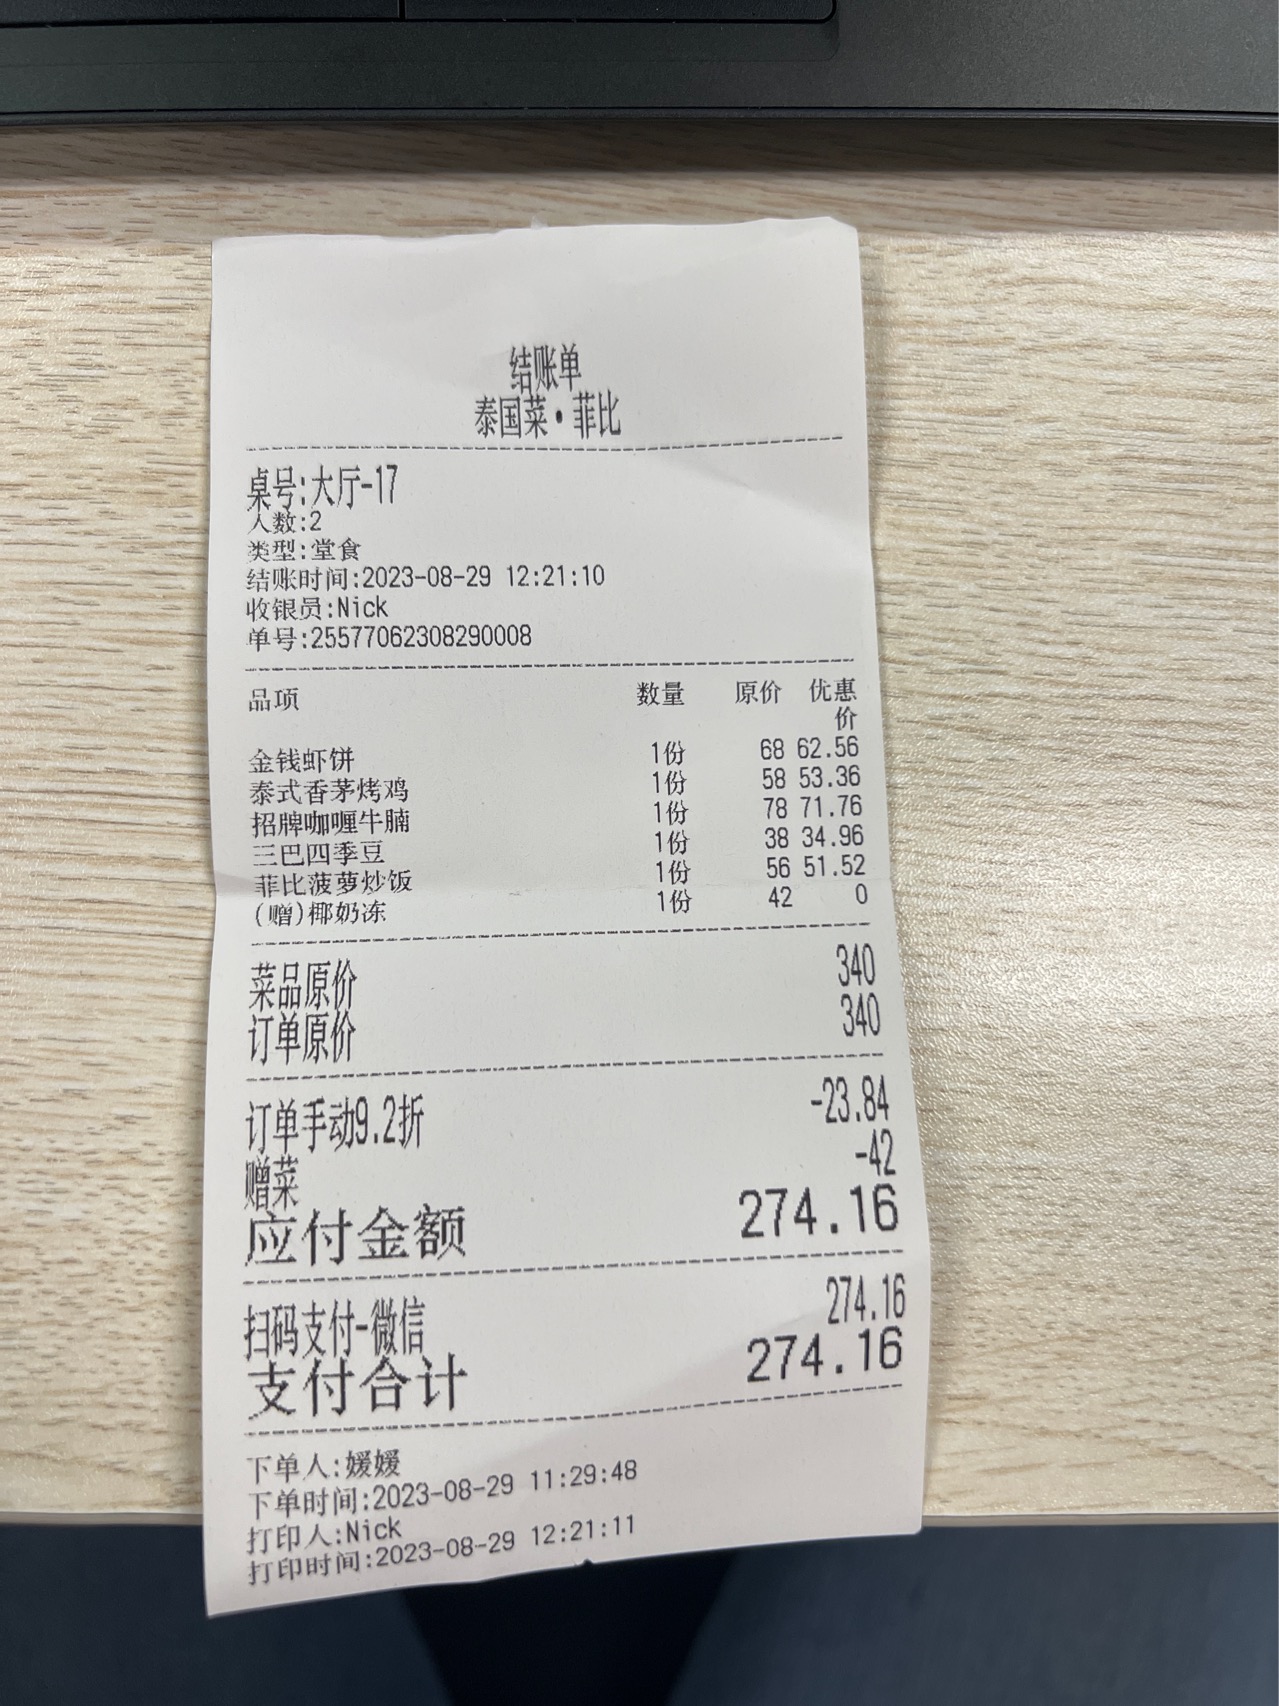 结账单
泰国菜·菲比
桌号:大厅-17
人数:2
类型:堂食
结账时间:2023-08-29 12:21:10
收银员:Nick
单号:25577062308290008
品项 数量 原价 优惠
价
金钱虾饼 1份 68 62.56
泰式香茅烤鸡 1份 58 53.36
招牌咖喱牛腩 1份 78 71.76
三巴四季豆 1份 38 34.96
菲比菠萝炒饭 1份 56 51.52
(赠)椰奶冻 1份 42 0
菜品原价 340
订单原价 340
订单手动9.2折 -23.84
赠菜 -42
应付金额 274.16
扫码支付-微信 274.16
支付合计 274.16
下单人:媛媛
下单时间:2023-08-29 11:29:48
打印人:Nick
打印时间:2023-08-29 12:21:11